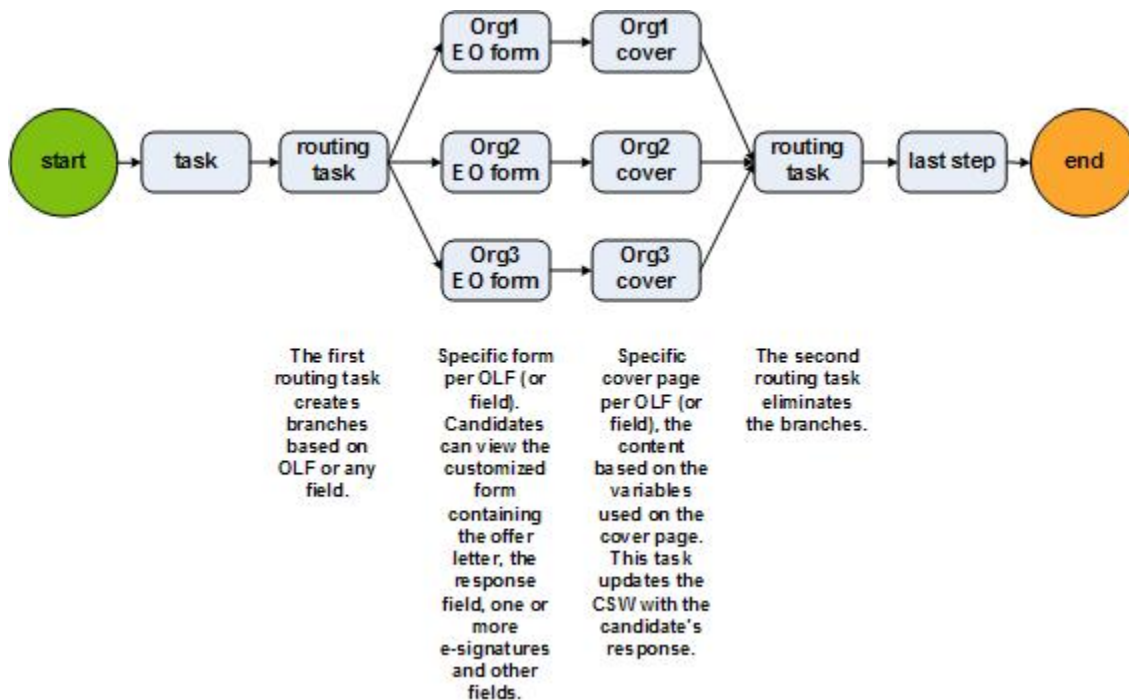 Org1
EO form
Org1
cover
start
task
routing
task
Org2
EO form
Org2
cover
routing
task
last step
end
Org3
EO form
Org3
cover
The first
routing task
creates
branches
based on
OLF or any
field.
Specific form
per OLF (or
field).
Candidates
can view the
customized
form
containing
the offer
letter, the
response
field, one or
more
e-signatures
and other
fields.
Specific
cover page
per OLF (or
field), the
content
based on the
variables
used on the
cover page.
This task
updates the
CSW with the
candidate's
response.
The second
routing task
eliminates
the branches.